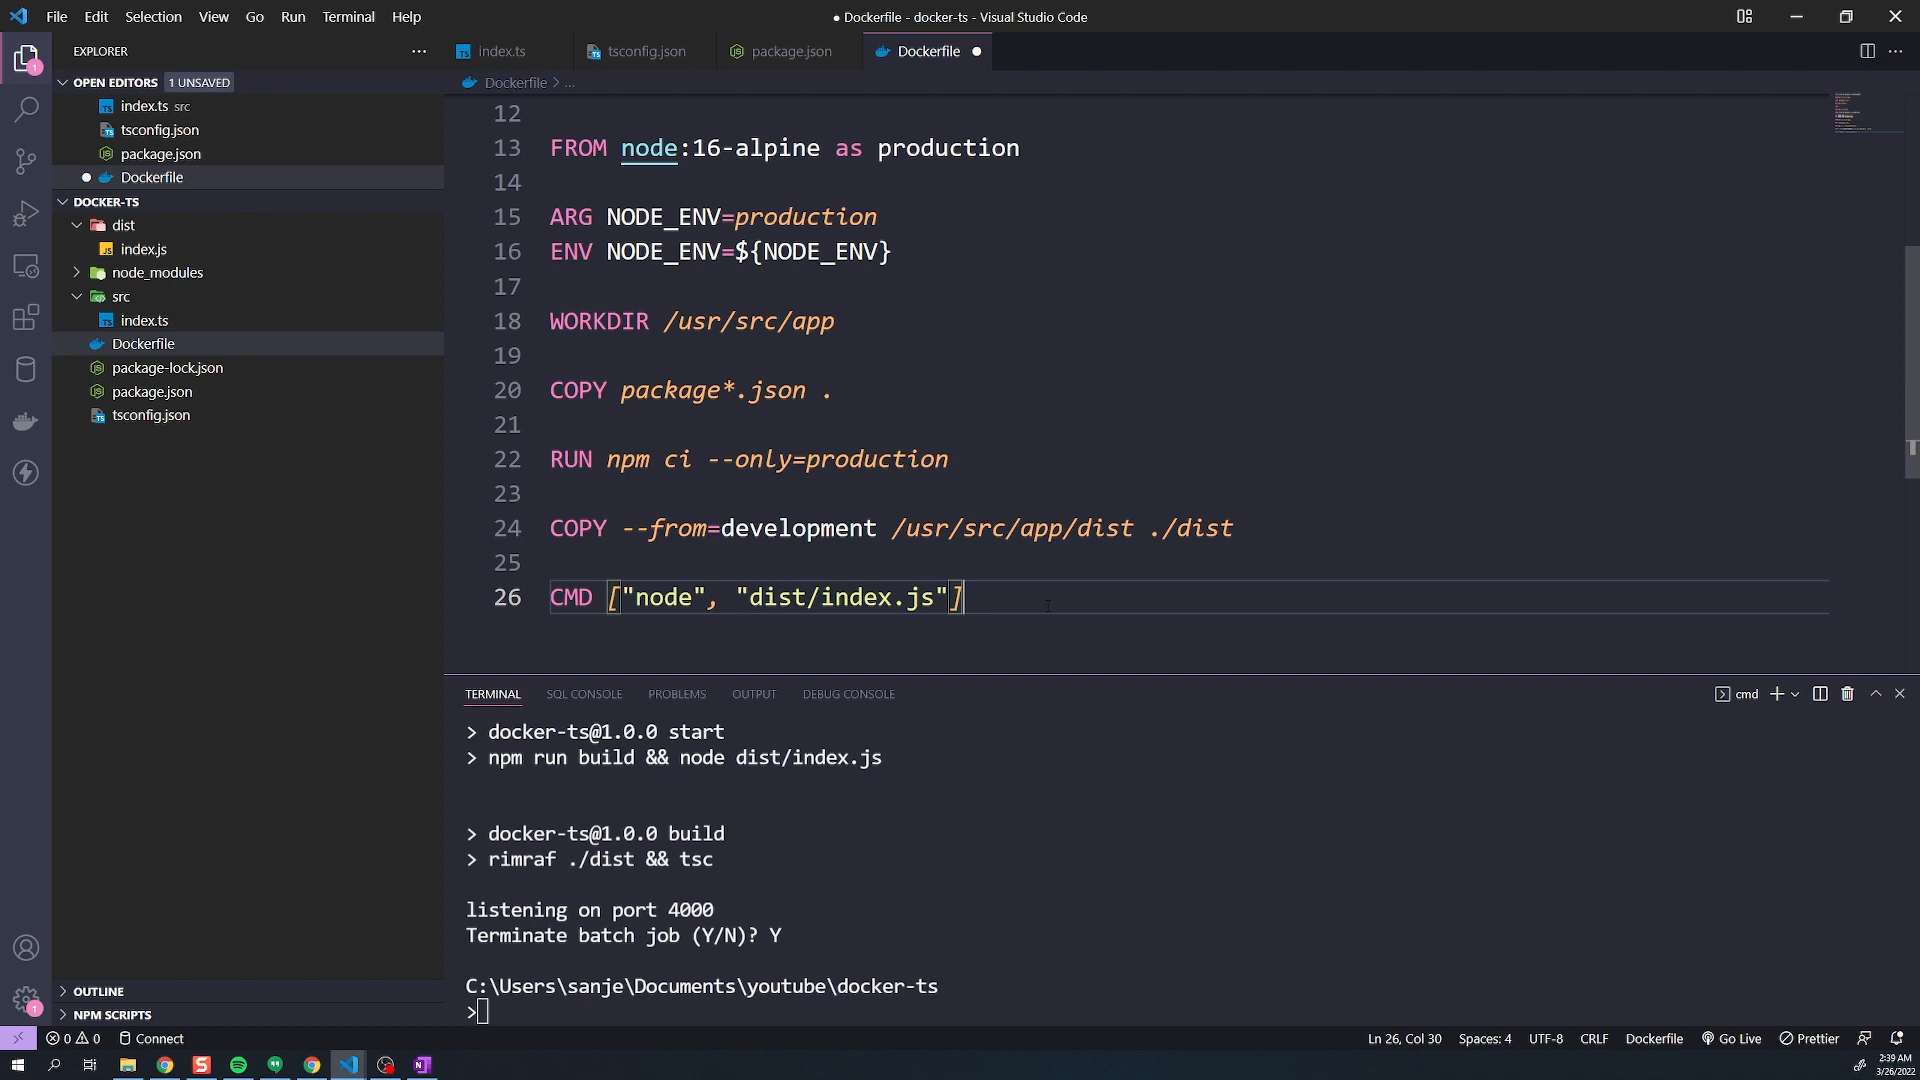 File Edit Selection View Go Run Terminal Help
● Dockerfile - docker-ts - Visual Studio Code
EXPLORER
index.ts
tsconfig.json
package.json
Dockerfile
OPEN EDITORS 1 UNSAVED
index.ts src
tsconfig.json
package.json
Dockerfile
DOCKER-TS
dist
index.js
node_modules
src
index.ts
Dockerfile
package-lock.json
package.json
tsconfig.json
OUTLINE
NPM SCRIPTS
Dockerfile > ...
12
13 FROM node:16-alpine as production
14
15 ARG NODE_ENV=production
16 ENV NODE_ENV=${NODE_ENV}
17
18 WORKDIR /usr/src/app
19
20 COPY package*.json .
21
22 RUN npm ci --only=production
23
24 COPY --from=development /usr/src/app/dist ./dist
25
26 CMD ["node", "dist/index.js"]
TERMINAL SQL CONSOLE PROBLEMS OUTPUT DEBUG CONSOLE
cmd
> docker-ts@1.0.0 start
> npm run build && node dist/index.js
> docker-ts@1.0.0 build
> rimraf ./dist && tsc
listening on port 4000
Terminate batch job (Y/N)? Y
C:\Users\sanje\Documents\youtube\docker-ts
>
0 0 Connect
Ln 26, Col 30 Spaces: 4 UTF-8 CRLF Dockerfile Go Live Prettier
2:39 AM
3/26/2022